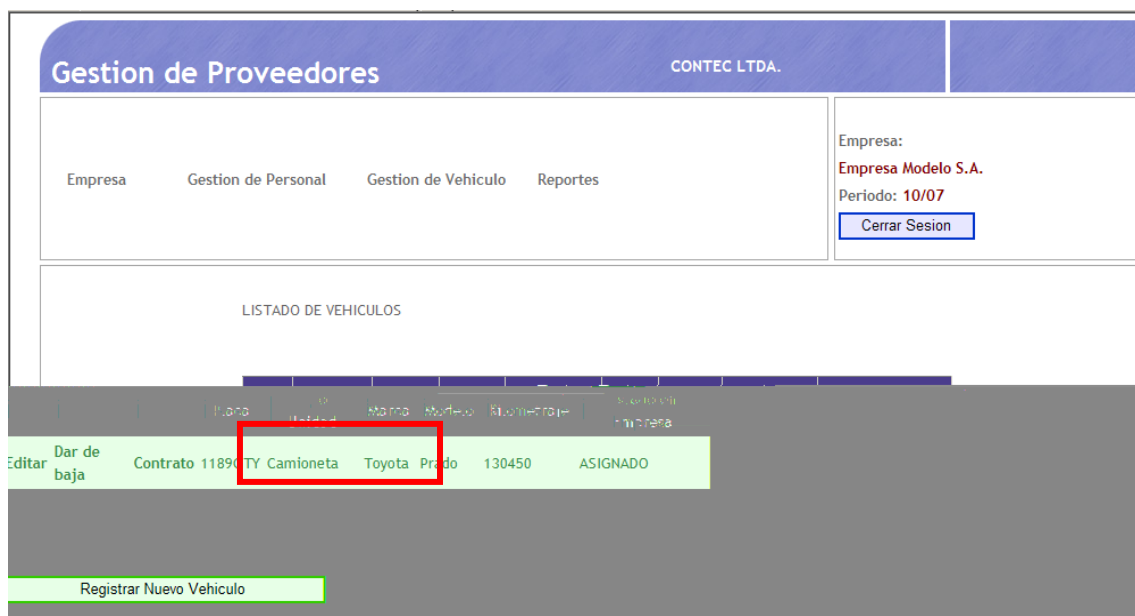 Gestion de Proveedores CONTEC LTDA.
Empresa Gestion de Personal Gestion de Vehiculo Reportes
Empresa:
Empresa Modelo S.A.
Periodo: 10/07
Cerrar Sesion
LISTADO DE VEHICULOS
Placa Unidad Marca Modelo Kilometraje empresa
Editar Dar de baja Contrato Camioneta Toyota Prado 130450 ASIGNADO
Registrar Nuevo Vehiculo